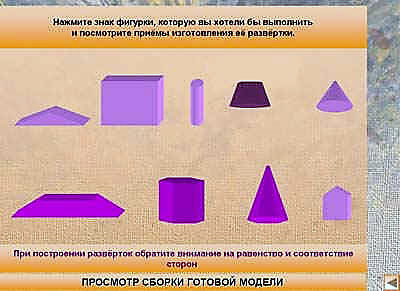 Нажмите знак фигурки, которую вы хотели бы выполнить
и посмотрите приёмы изготовления её развёртки.
При построении развёрток обратите внимание на равенство и соответствие
сторон
ПРОСМОТР СБОРКИ ГОТОВОЙ МОДЕЛИ